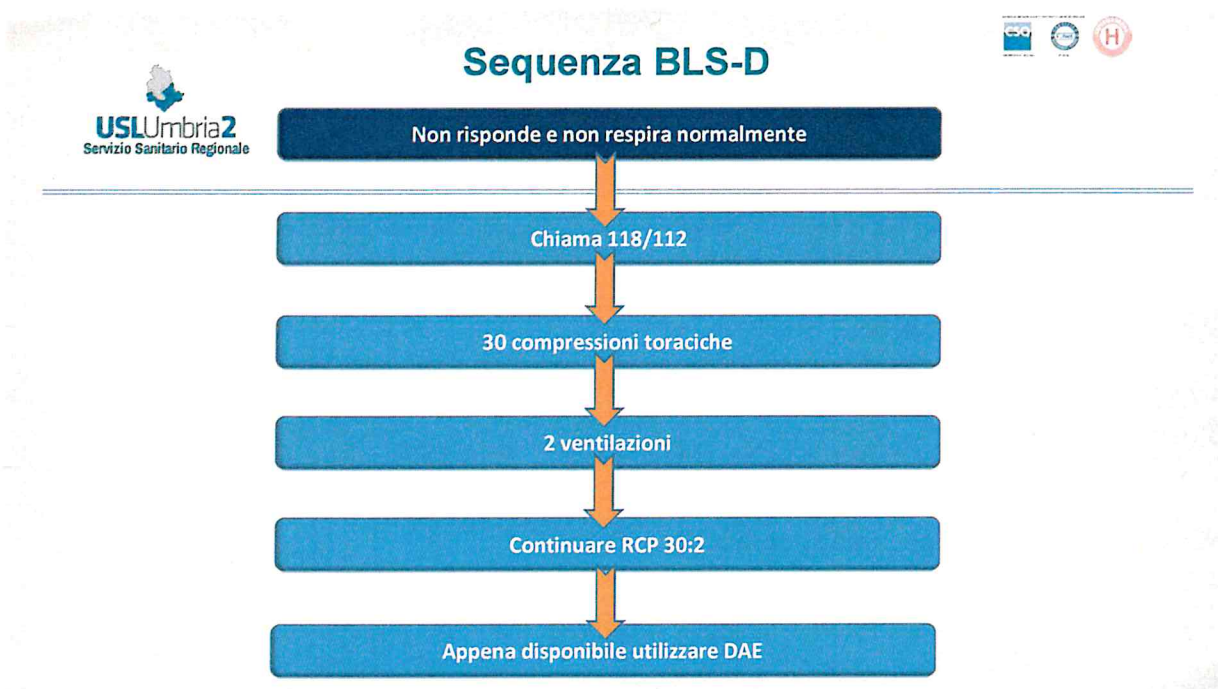 Sequenza BLS-D
USLUmbria2
Servizio Sanitario Regionale
Non risponde e non respira normalmente
Chiama 118/112
30 compressioni toraciche
2 ventilazioni
Continuare RCP 30:2
Appena disponibile utilizzare DAE
CSQ
H